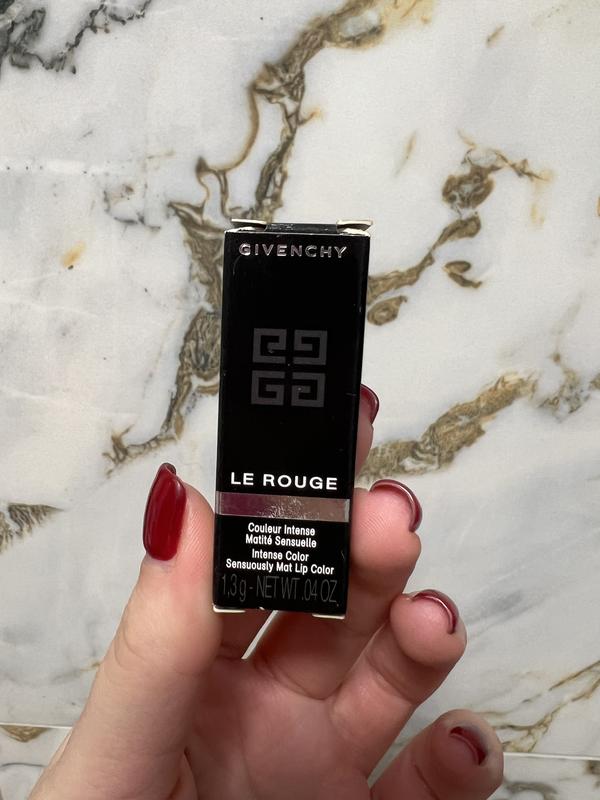 GIVENCHY
LE ROUGE
Couleur Intense
Matité Sensuelle
Intense Color
Sensuously Mat Lip Color
1,3 g - NET WT .04 OZ.